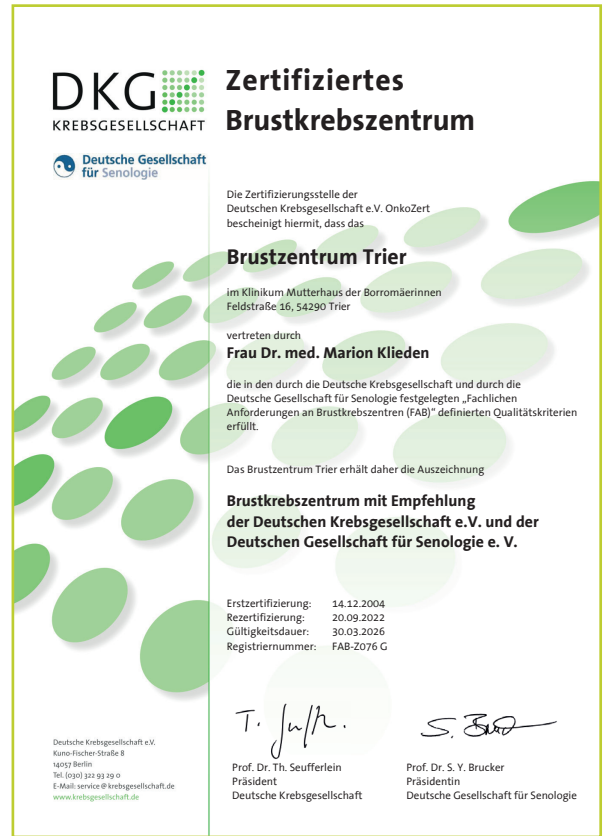 DKG
KREBSGESELLSCHAFT
Deutsche Gesellschaft
für Senologie
Zertifiziertes
Brustkrebszentrum
Die Zertifizierungsstelle der
Deutschen Krebsgesellschaft e.V. OnkoZert
bescheinigt hiermit, dass das
Brustzentrum Trier
im Klinikum Mutterhaus der Borromäerinnen
Feldstraße 16, 54290 Trier
vertreten durch
Frau Dr. med. Marion Klieden
die in den durch die Deutsche Krebsgesellschaft und durch die
Deutsche Gesellschaft für Senologie festgelegten „Fachlichen
Anforderungen an Brustkrebszentren (FAB)“ definierten Qualitätskriterien
erfüllt.
Das Brustzentrum Trier erhält daher die Auszeichnung
Brustkrebszentrum mit Empfehlung
der Deutschen Krebsgesellschaft e.V. und der
Deutschen Gesellschaft für Senologie e. V.
Erstzertifizierung: 14.12.2004
Rezertifizierung: 20.09.2022
Gültigkeitsdauer: 30.03.2026
Registriernummer: FAB-Z076 G
Prof. Dr. Th. Seufferlein
Präsident
Deutsche Krebsgesellschaft
Prof. Dr. S. Y. Brucker
Präsidentin
Deutsche Gesellschaft für Senologie
Deutsche Krebsgesellschaft e.V.
Kuno-Fischer-Straße 8
14057 Berlin
Tel. (030) 322 93 29 0
E-Mail: service@krebsgesellschaft.de
www.krebsgesellschaft.de